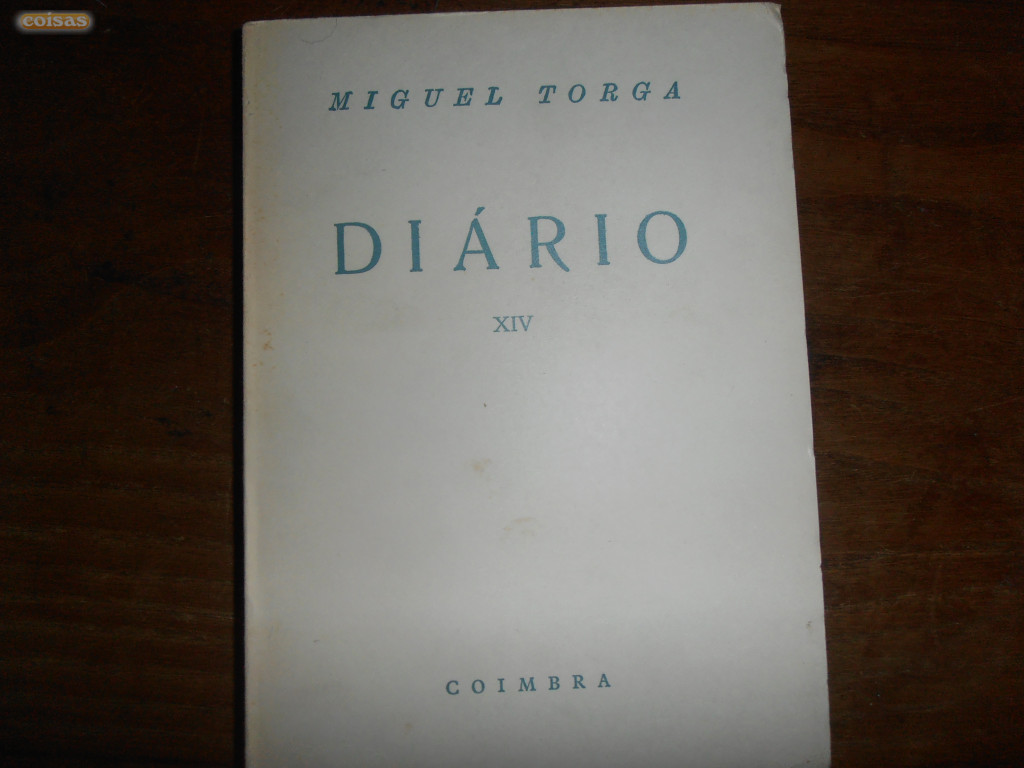 coisas
MIGUEL TORGA
DIÁRIO
XIV
COIMBRA